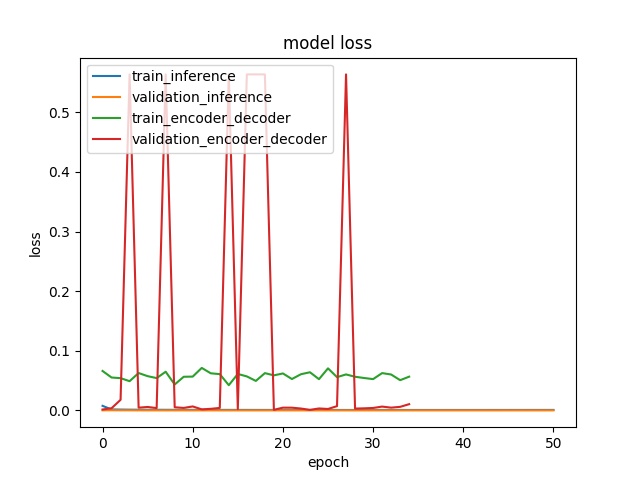 model loss
train_inference
validation_inference
train_encoder_decoder
validation_encoder_decoder
0.5
0.4
0.3
0.2
0.1
0.0
loss
0 10 20 30 40 50
epoch